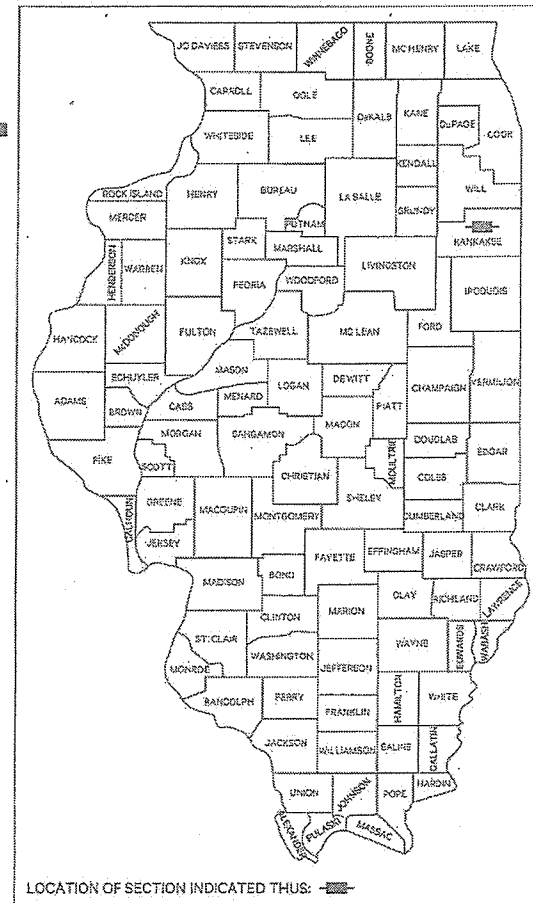 JO DAVIESS STEVENSON WINNEBAGO BOONE MC HENRY LAKE
CARROLL OGLE DeKALB KANE DuPAGE COOK
WHITESIDE LEE KENDALL WILL
ROCK ISLAND HENRY BUREAU LA SALLE GRUNDY
MERCER PUTNAM KANKAKEE
HENDERSON WARREN KNOX STARK MARSHALL LIVINGSTON
PEORIA WOODFORD IROQUOIS
HANCOCK McDONOUGH FULTON TAZEWELL MC LEAN FORD
SCHUYLER MASON LOGAN DEWITT CHAMPAIGN VERMILION
ADAMS BROWN CASS MENARD PIATT
MORGAN SANGAMON MACON DOUGLAS EDGAR
PIKE SCOTT CHRISTIAN MOULTRIE COLES
CALHOUN GREENE MACOUPIN MONTGOMERY SHELBY CUMBERLAND CLARK
JERSEY FAYETTE EFFINGHAM JASPER CRAWFORD
MADISON BOND CLAY RICHLAND LAWRENCE
CLINTON MARION
ST. CLAIR WASHINGTON WAYNE EDWARDS WABASH
MONROE JEFFERSON
RANDOLPH PERRY FRANKLIN HAMILTON WHITE
JACKSON WILLIAMSON SALINE GALLATIN
UNION JOHNSON POPE HARDIN
ALEXANDER PULASKI MASSAC
LOCATION OF SECTION INDICATED THUS: